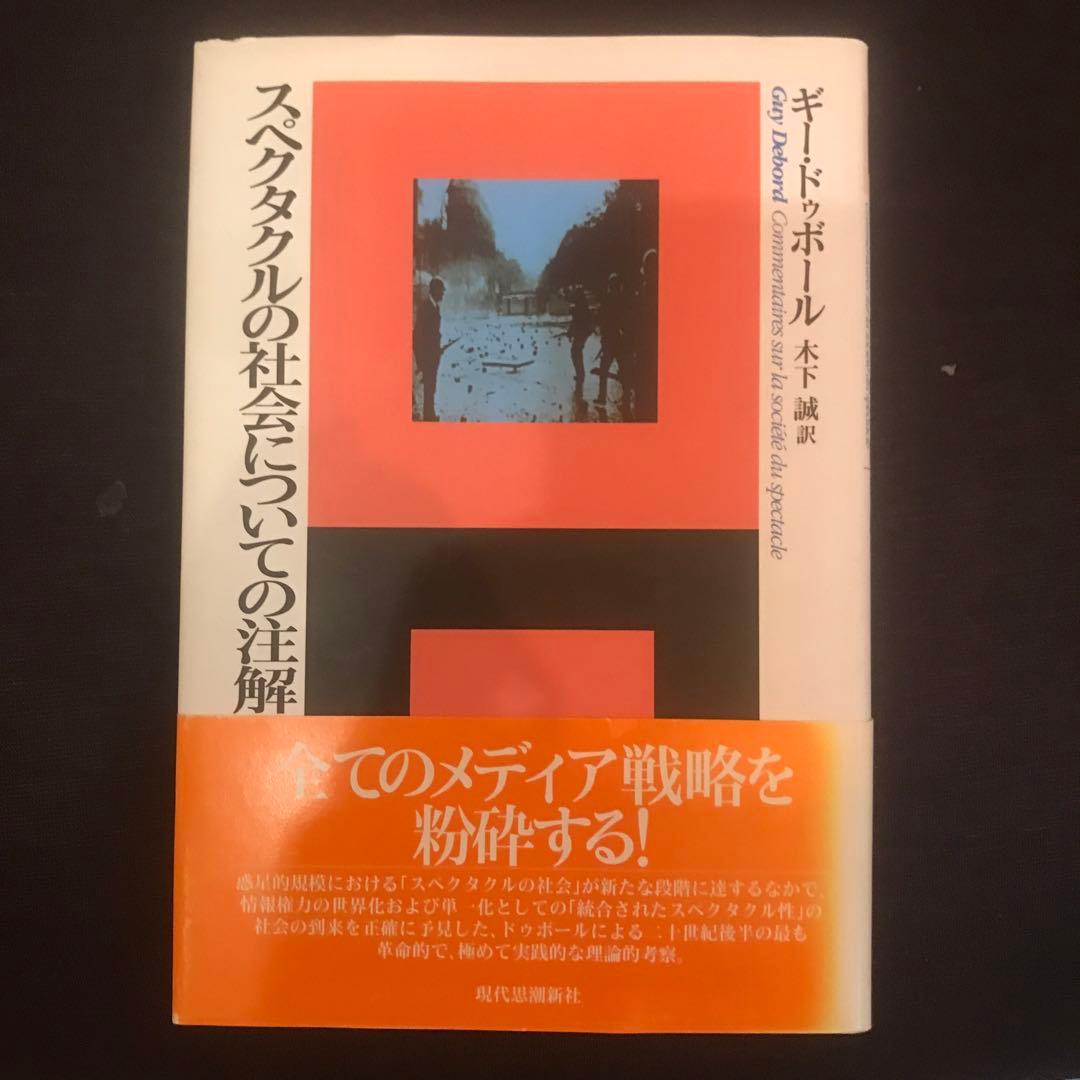 ギー・ドゥボール 木下 誠 訳
Guy Debord Commentaires sur la société du spectacle
スペクタクルの社会についての注解
全てのメディア戦略を
粉砕する!
惑星的規模における「スペクタクルの社会」が新たな段階に達するなかで、
情報権力の世界化および単一化としての「統合されたスペクタクル性」の
社会の到来を正確に予見した、ドゥボールによる二十世紀後半の最も
革命的で、極めて実践的な理論的考察。
現代思潮新社